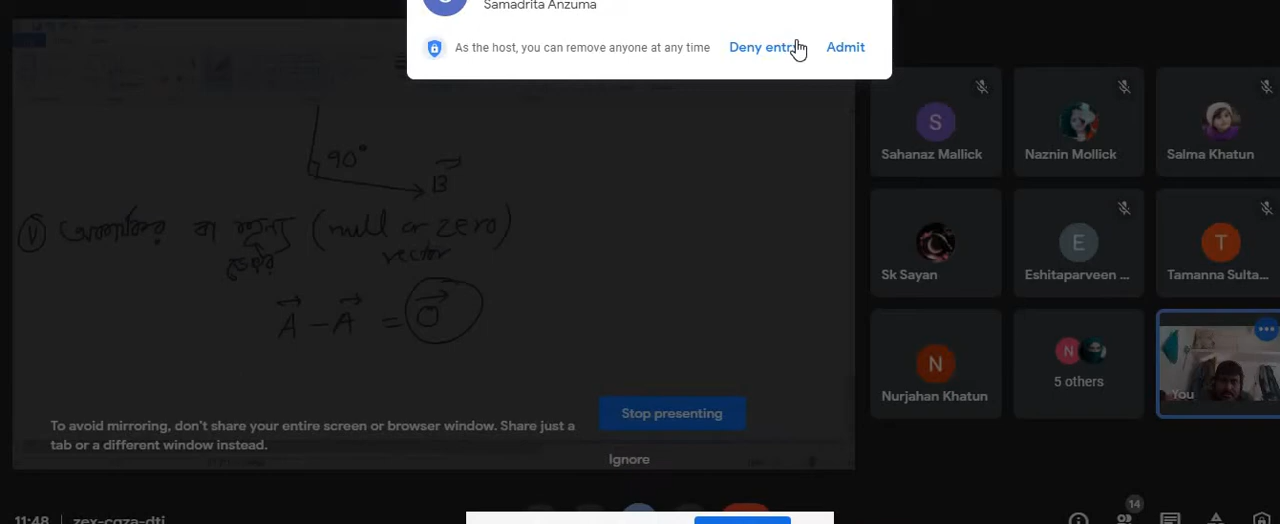 Samadrita Anzuma
As the host, you can remove anyone at any time
Deny entry
Admit
90°
B
Sahanaz Mallick
Naznin Mollick
Salma Khatun
(V) বা শূন্য (null or zero vector)
ভেক্টর
S
Sk Sayan
E
Eshitaparveen ...
T
Tamanna Sulta...
A - A = 0
N
Nurjahan Khatun
N
5 others
You
To avoid mirroring, don't share your entire screen or browser window. Share just a
tab or a different window instead.
Stop presenting
Ignore
11:48 | zex-cqza-dti
14